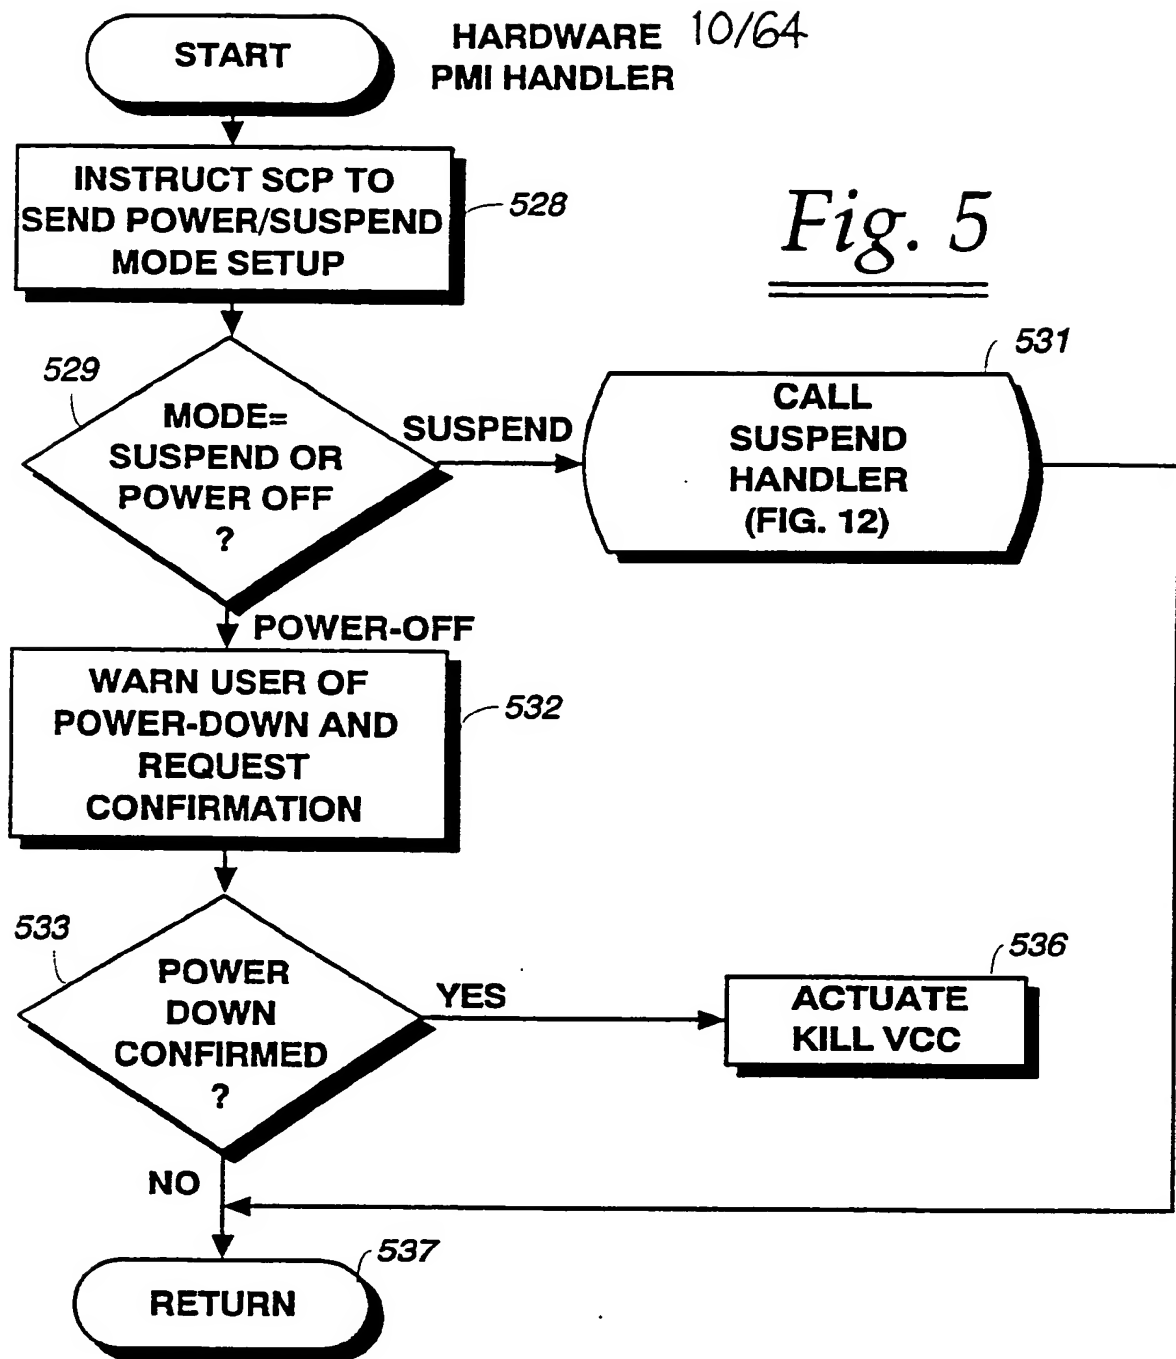 START
HARDWARE 10/64
PMI HANDLER
INSTRUCT SCP TO
SEND POWER/SUSPEND
MODE SETUP
528
Fig. 5
529
MODE=
SUSPEND OR
POWER OFF
?
SUSPEND
531
CALL
SUSPEND
HANDLER
(FIG. 12)
POWER-OFF
WARN USER OF
POWER-DOWN AND
REQUEST
CONFIRMATION
532
533
POWER
DOWN
CONFIRMED
?
YES
536
ACTUATE
KILL VCC
NO
537
RETURN